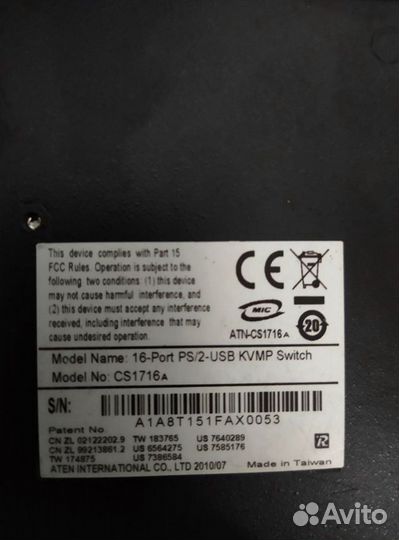 This device complies with Part 15
FCC Rules. Operation is subject to the
following two conditions (1) this device
may not cause harmful interference, and
(2) this device must accept any interference
received, including interference that may
cause undesired operation.
CE
MIC
ATN-CS1716A
20
Model Name: 16-Port PS/2-USB KVMP Switch
Model No: CS1716A
S/N:
A1A8T151FAX0053
Patent No.
CN ZL 02122202.9 TW 183765 US 7640289
CN ZL 99213861.2 US 6564275 US 7585176
TW 174875 US 7386584
ATEN INTERNATIONAL CO., LTD 2010/07
Made in Taiwan
R
Avito